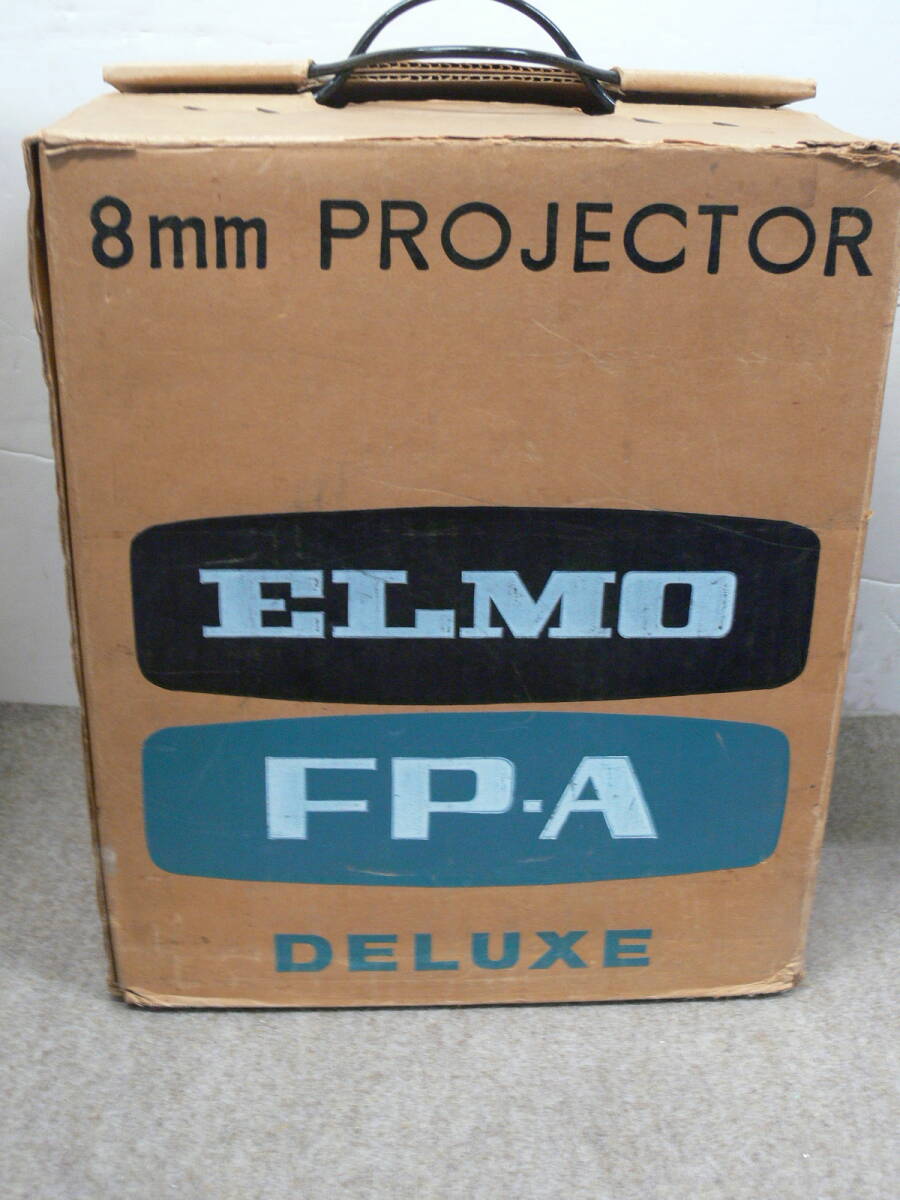 8mm PROJECTOR
ELMO
FP·A
DELUXE